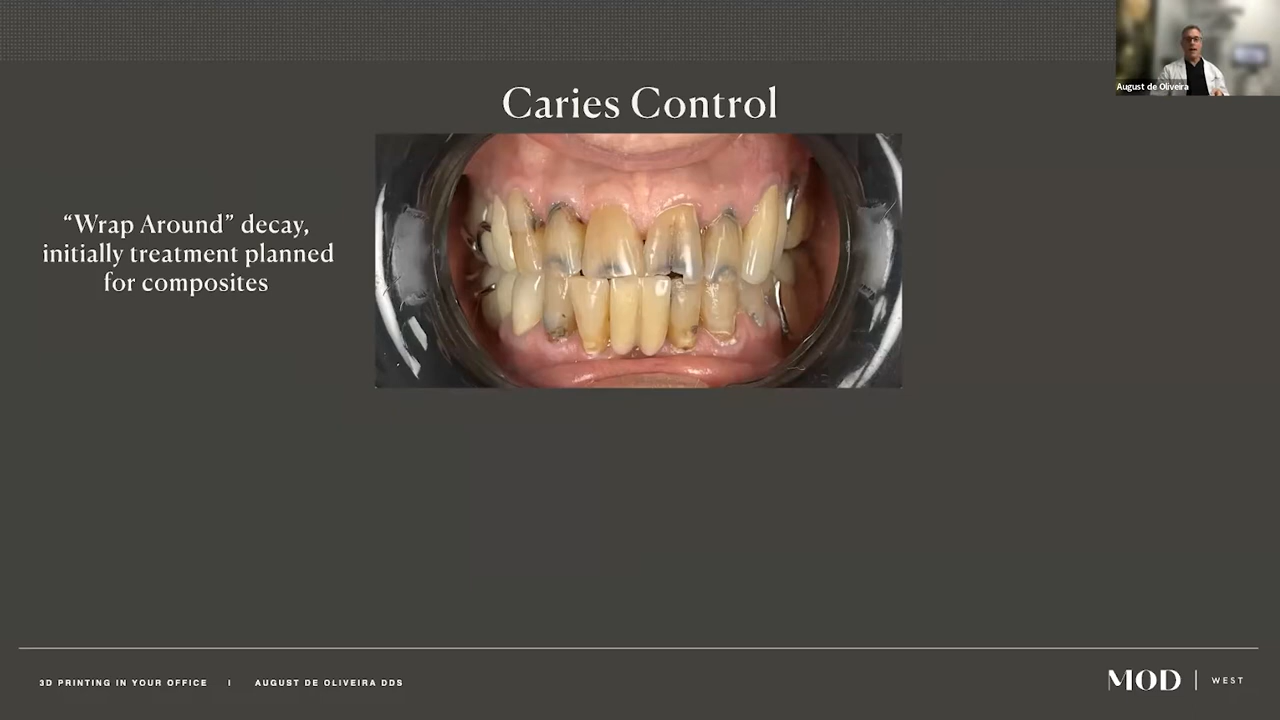 August de Oliveira
Caries Control
“Wrap Around” decay,
initially treatment planned
for composites
3D PRINTING IN YOUR OFFICE | AUGUST DE OLIVEIRA DDS
MOD | WEST